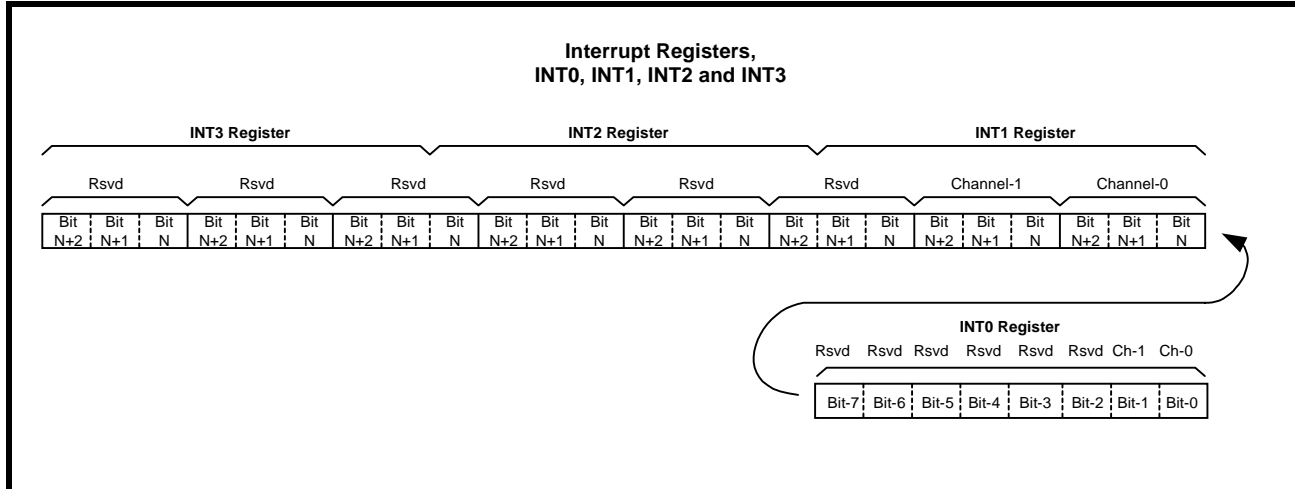 Interrupt Registers,
INT0, INT1, INT2 and INT3
INT3 Register INT2 Register INT1 Register
Rsvd Rsvd Rsvd Rsvd Rsvd Rsvd Channel-1 Channel-0
Bit Bit Bit Bit Bit Bit Bit Bit Bit Bit Bit Bit Bit Bit Bit Bit Bit Bit Bit Bit Bit Bit Bit Bit
N+2 N+1 N N+2 N+1 N N+2 N+1 N N+2 N+1 N N+2 N+1 N N+2 N+1 N N+2 N+1 N N+2 N+1 N
INT0 Register
Rsvd Rsvd Rsvd Rsvd Rsvd Rsvd Ch-1 Ch-0
Bit-7 Bit-6 Bit-5 Bit-4 Bit-3 Bit-2 Bit-1 Bit-0